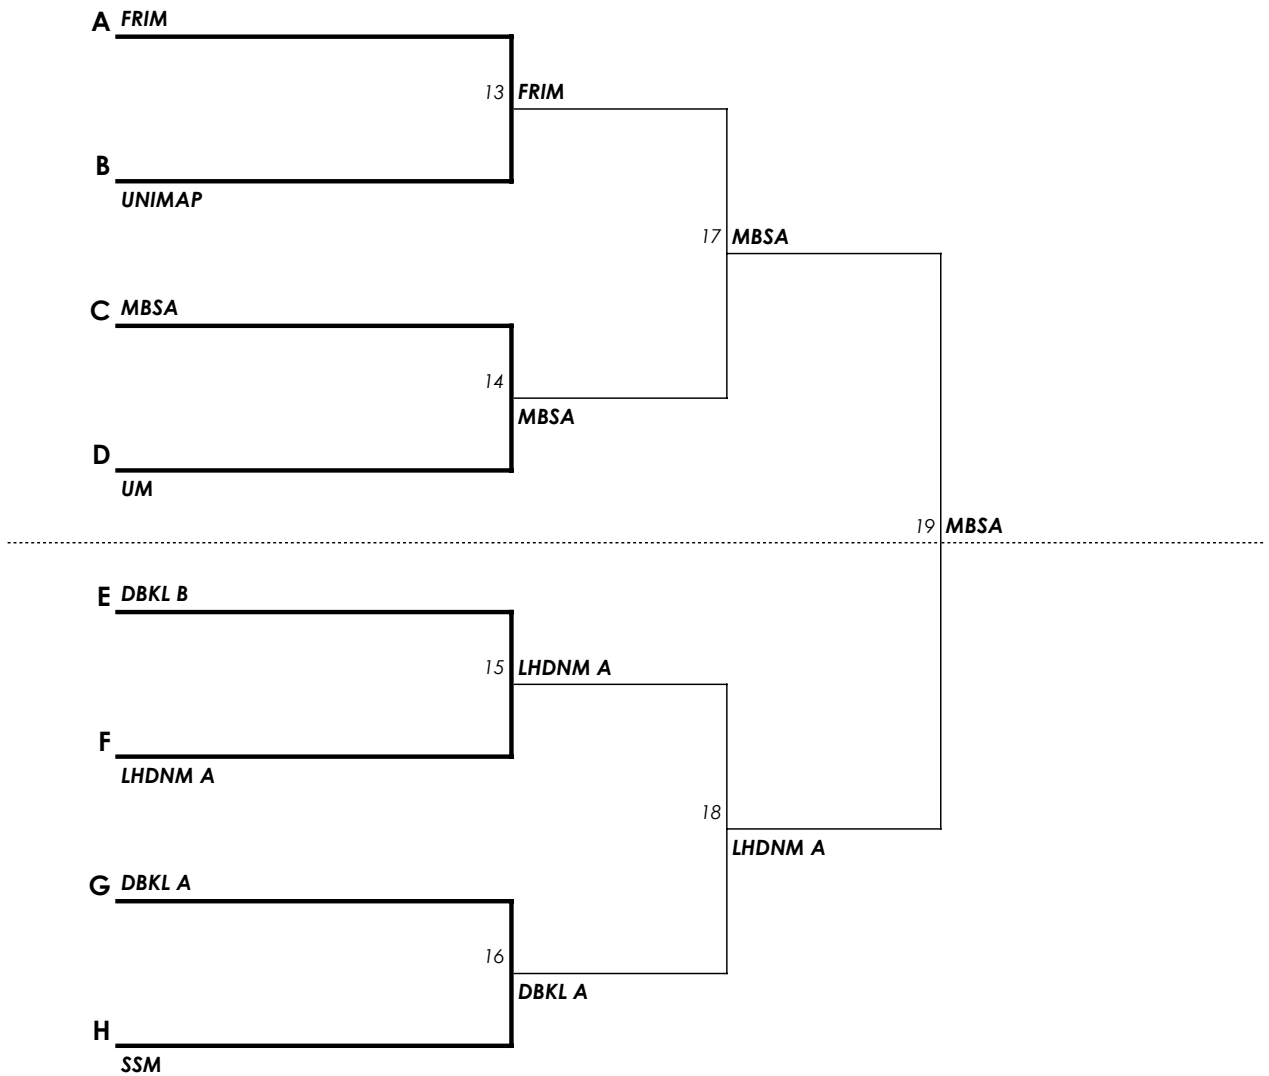 A FRIM
13 FRIM
B
UNIMAP
17 MBSA
C MBSA
14
MBSA
D
UM
19 MBSA
E DBKL B
15 LHDNM A
F
LHDNM A
18
LHDNM A
G DBKL A
16
DBKL A
H
SSM